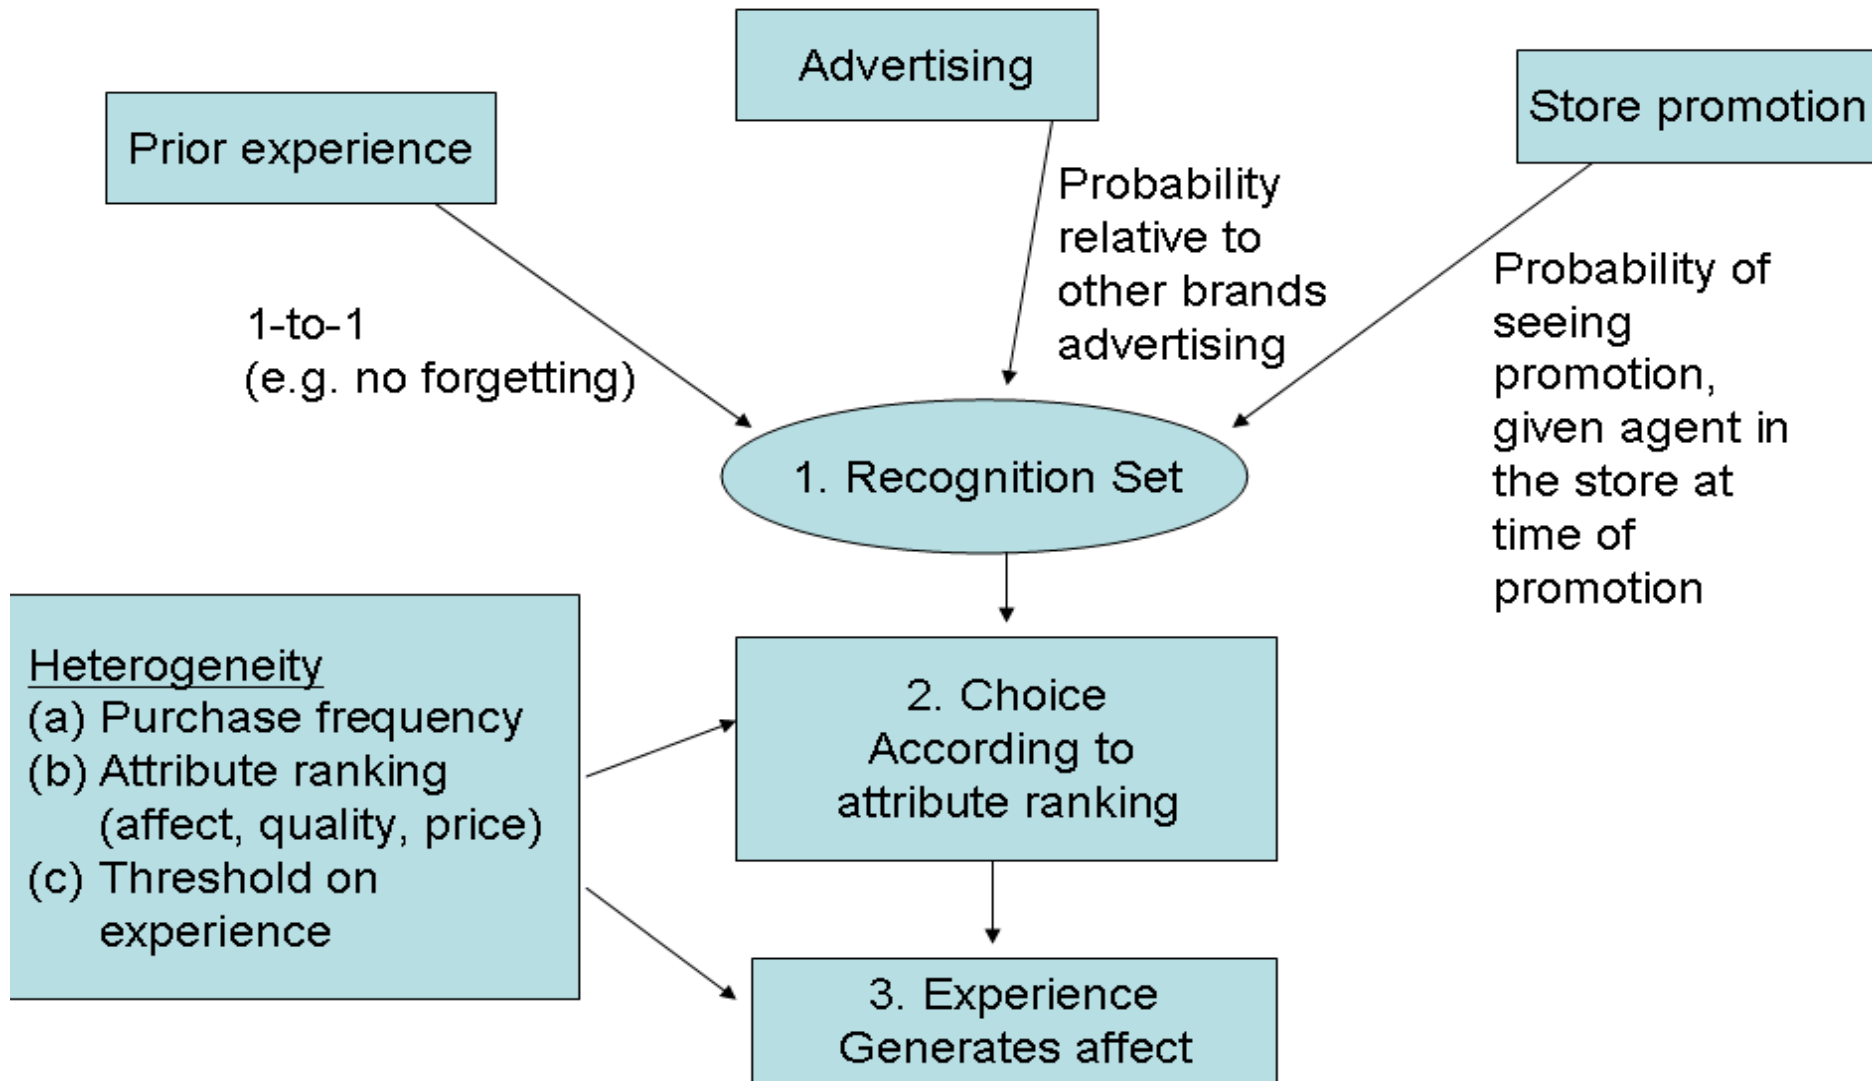 Advertising
Prior experience
Store promotion
Probability
relative to
other brands
advertising
1-to-1
(e.g. no forgetting)
Probability of
seeing
promotion,
given agent in
the store at
time of
promotion
1. Recognition Set
Heterogeneity
(a) Purchase frequency
(b) Attribute ranking
(affect, quality, price)
(c) Threshold on
experience
2. Choice
According to
attribute ranking
3. Experience
Generates affect